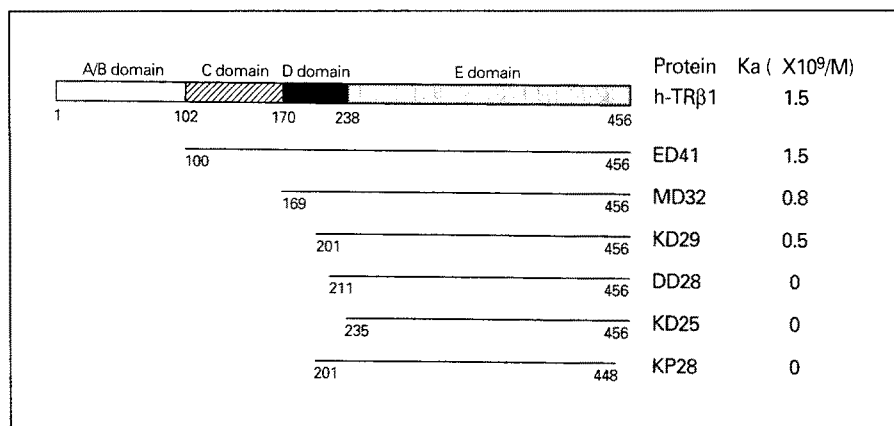 A/B domain C domain D domain E domain Protein Ka ( X10⁹/M)
h-TRβ1 1.5
1 102 170 238 456
100 456 ED41 1.5
169 456 MD32 0.8
201 456 KD29 0.5
211 456 DD28 0
235 456 KD25 0
201 448 KP28 0